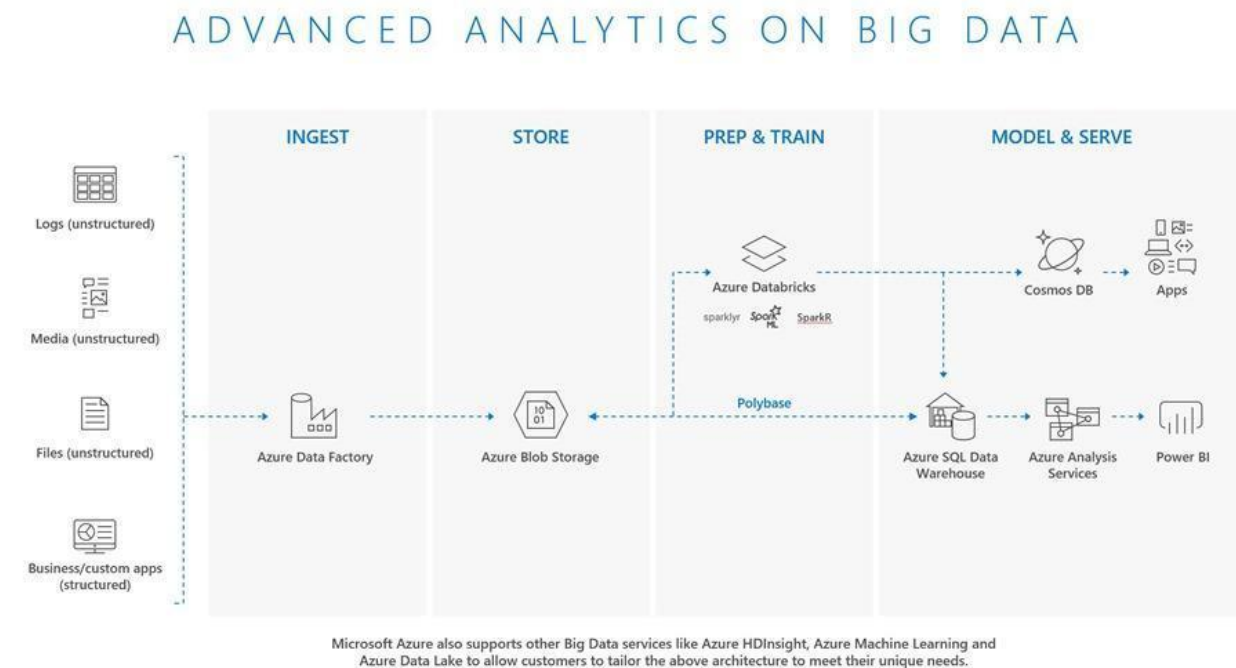 ADVANCED ANALYTICS ON BIG DATA
INGEST
STORE
PREP & TRAIN
MODEL & SERVE
Logs (unstructured)
Media (unstructured)
Files (unstructured)
Business/custom apps
(structured)
Azure Data Factory
10
01
Azure Blob Storage
Azure Databricks
sparklyr
Spark
ML
SparkR
Polybase
Cosmos DB
Apps
Azure SQL Data
Warehouse
Azure Analysis
Services
Power BI
Microsoft Azure also supports other Big Data services like Azure HDInsight, Azure Machine Learning and
Azure Data Lake to allow customers to tailor the above architecture to meet their unique needs.